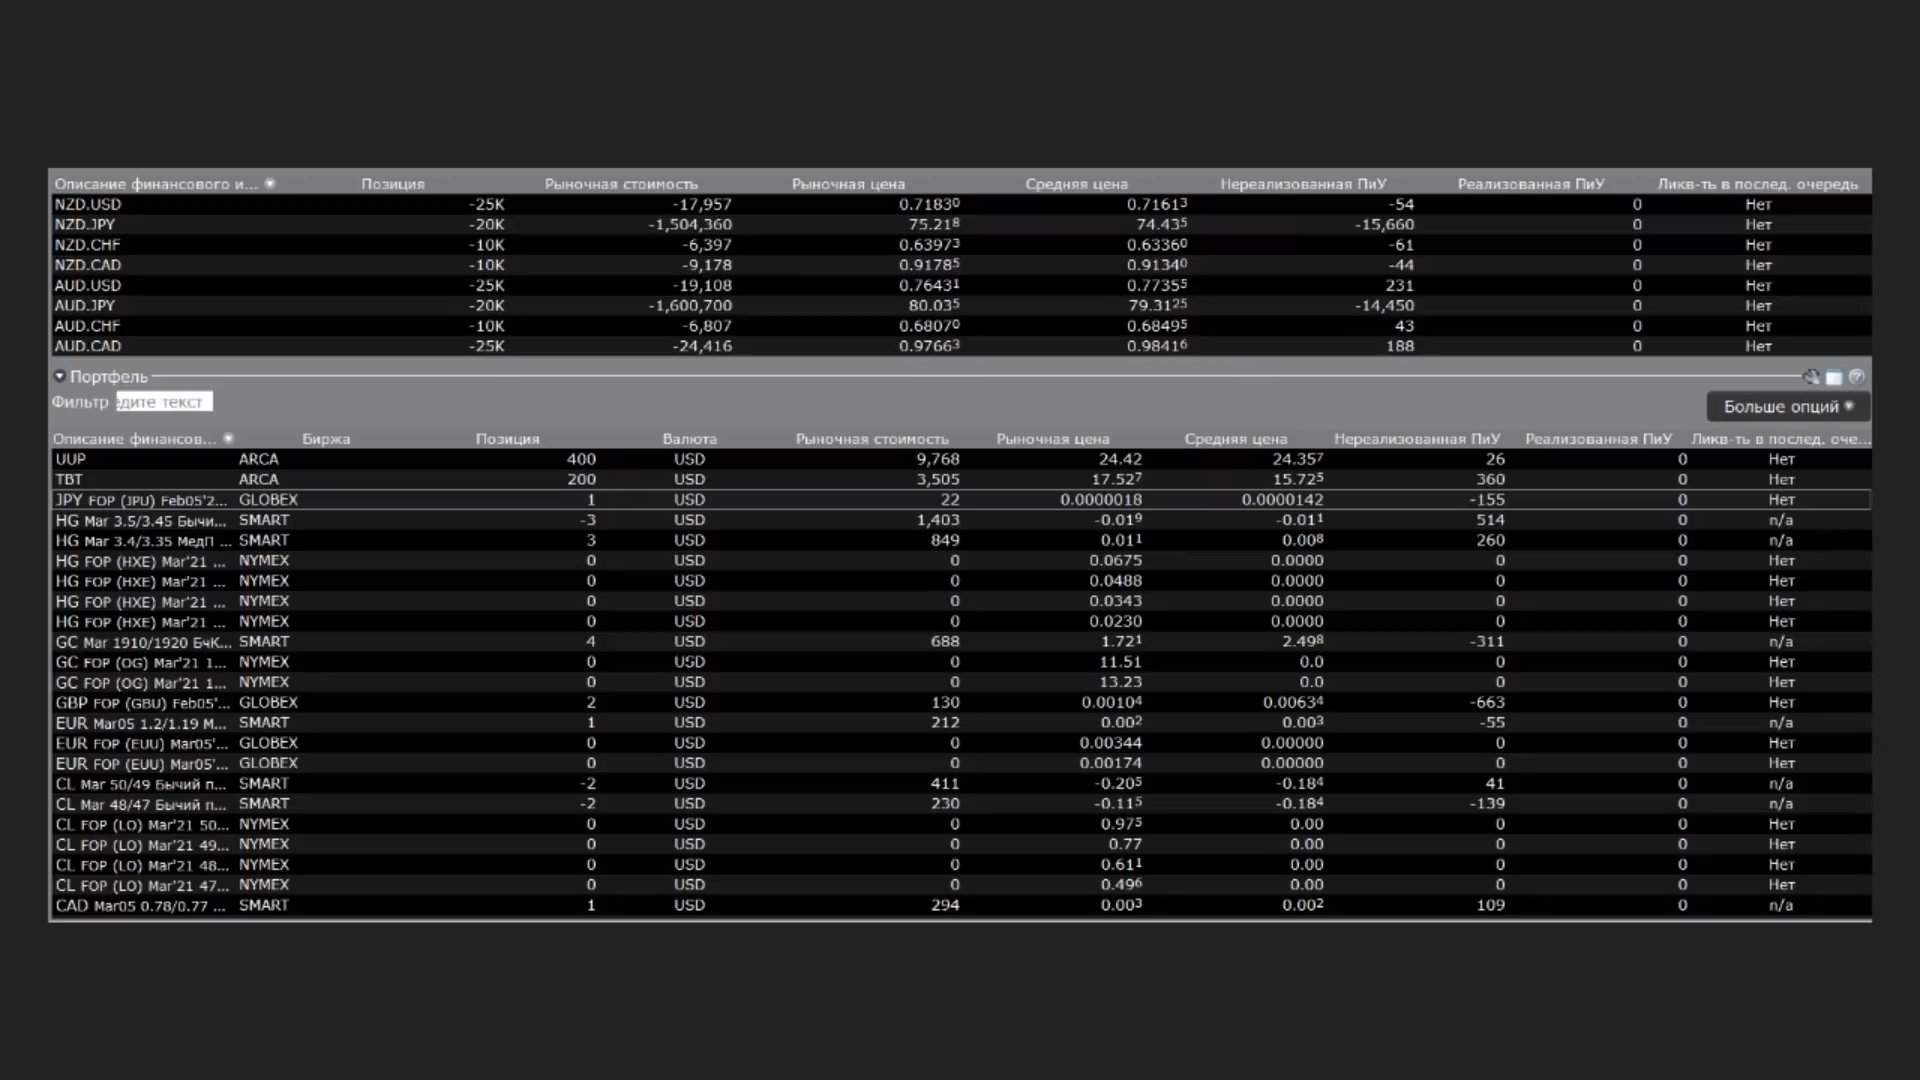 Описание финансового и... Позиция Рыночная стоимость Рыночная цена Средняя цена Нереализованная ПиУ Реализованная ПиУ Ликв-ть в послед. очередь
NZD.USD -25K -17,957 0.71830 0.71613 -54 0 Нет
NZD.JPY -20K -1,504,360 75.218 74.435 -15,660 0 Нет
NZD.CHF -10K -6,397 0.63973 0.63360 -61 0 Нет
NZD.CAD -10K -9,178 0.91785 0.91340 -44 0 Нет
AUD.USD -25K -19,108 0.76431 0.77355 231 0 Нет
AUD.JPY -20K -1,600,700 80.035 79.3125 -14,450 0 Нет
AUD.CHF -10K -6,807 0.68070 0.68495 43 0 Нет
AUD.CAD -25K -24,416 0.97663 0.98416 188 0 Нет
Портфель
Фильтр едите текст
Больше опций
Описание финансов... Биржа Позиция Валюта Рыночная стоимость Рыночная цена Средняя цена Нереализованная ПиУ Реализованная ПиУ Ликв-ть в послед. оче...
UUP ARCA 400 USD 9,768 24.42 24.357 26 0 Нет
TBT ARCA 200 USD 3,505 17.527 15.725 360 0 Нет
JPY FOP (JPU) Feb05'2... GLOBEX 1 USD 22 0.0000018 0.0000142 -155 0 Нет
HG Mar 3.5/3.45 Бычи... SMART -3 USD 1,403 -0.019 -0.011 514 0 n/a
HG Mar 3.4/3.35 МедП ... SMART 3 USD 849 0.011 0.008 260 0 n/a
HG FOP (HXE) Mar'21 ... NYMEX 0 USD 0 0.0675 0.0000 0 0 Нет
HG FOP (HXE) Mar'21 ... NYMEX 0 USD 0 0.0488 0.0000 0 0 Нет
HG FOP (HXE) Mar'21 ... NYMEX 0 USD 0 0.0343 0.0000 0 0 Нет
HG FOP (HXE) Mar'21 ... NYMEX 0 USD 0 0.0230 0.0000 0 0 Нет
GC Mar 1910/1920 БчК... SMART 4 USD 688 1.721 2.498 -311 0 n/a
GC FOP (OG) Mar'21 1... NYMEX 0 USD 0 11.51 0.0 0 0 Нет
GC FOP (OG) Mar'21 1... NYMEX 0 USD 0 13.23 0.0 0 0 Нет
GBP FOP (GBU) Feb05'... GLOBEX 2 USD 130 0.00104 0.00634 -663 0 Нет
EUR Mar05 1.2/1.19 М... SMART 1 USD 212 0.002 0.003 -55 0 n/a
EUR FOP (EUU) Mar05'... GLOBEX 0 USD 0 0.00344 0.00000 0 0 Нет
EUR FOP (EUU) Mar05'... GLOBEX 0 USD 0 0.00174 0.00000 0 0 Нет
CL Mar 50/49 Бычий п... SMART -2 USD 411 -0.205 -0.184 41 0 n/a
CL Mar 48/47 Бычий п... SMART -2 USD 230 -0.115 -0.184 -139 0 n/a
CL FOP (LO) Mar'21 50... NYMEX 0 USD 0 0.975 0.00 0 0 Нет
CL FOP (LO) Mar'21 49... NYMEX 0 USD 0 0.77 0.00 0 0 Нет
CL FOP (LO) Mar'21 48... NYMEX 0 USD 0 0.611 0.00 0 0 Нет
CL FOP (LO) Mar'21 47... NYMEX 0 USD 0 0.496 0.00 0 0 Нет
CAD Mar05 0.78/0.77 ... SMART 1 USD 294 0.003 0.002 109 0 n/a